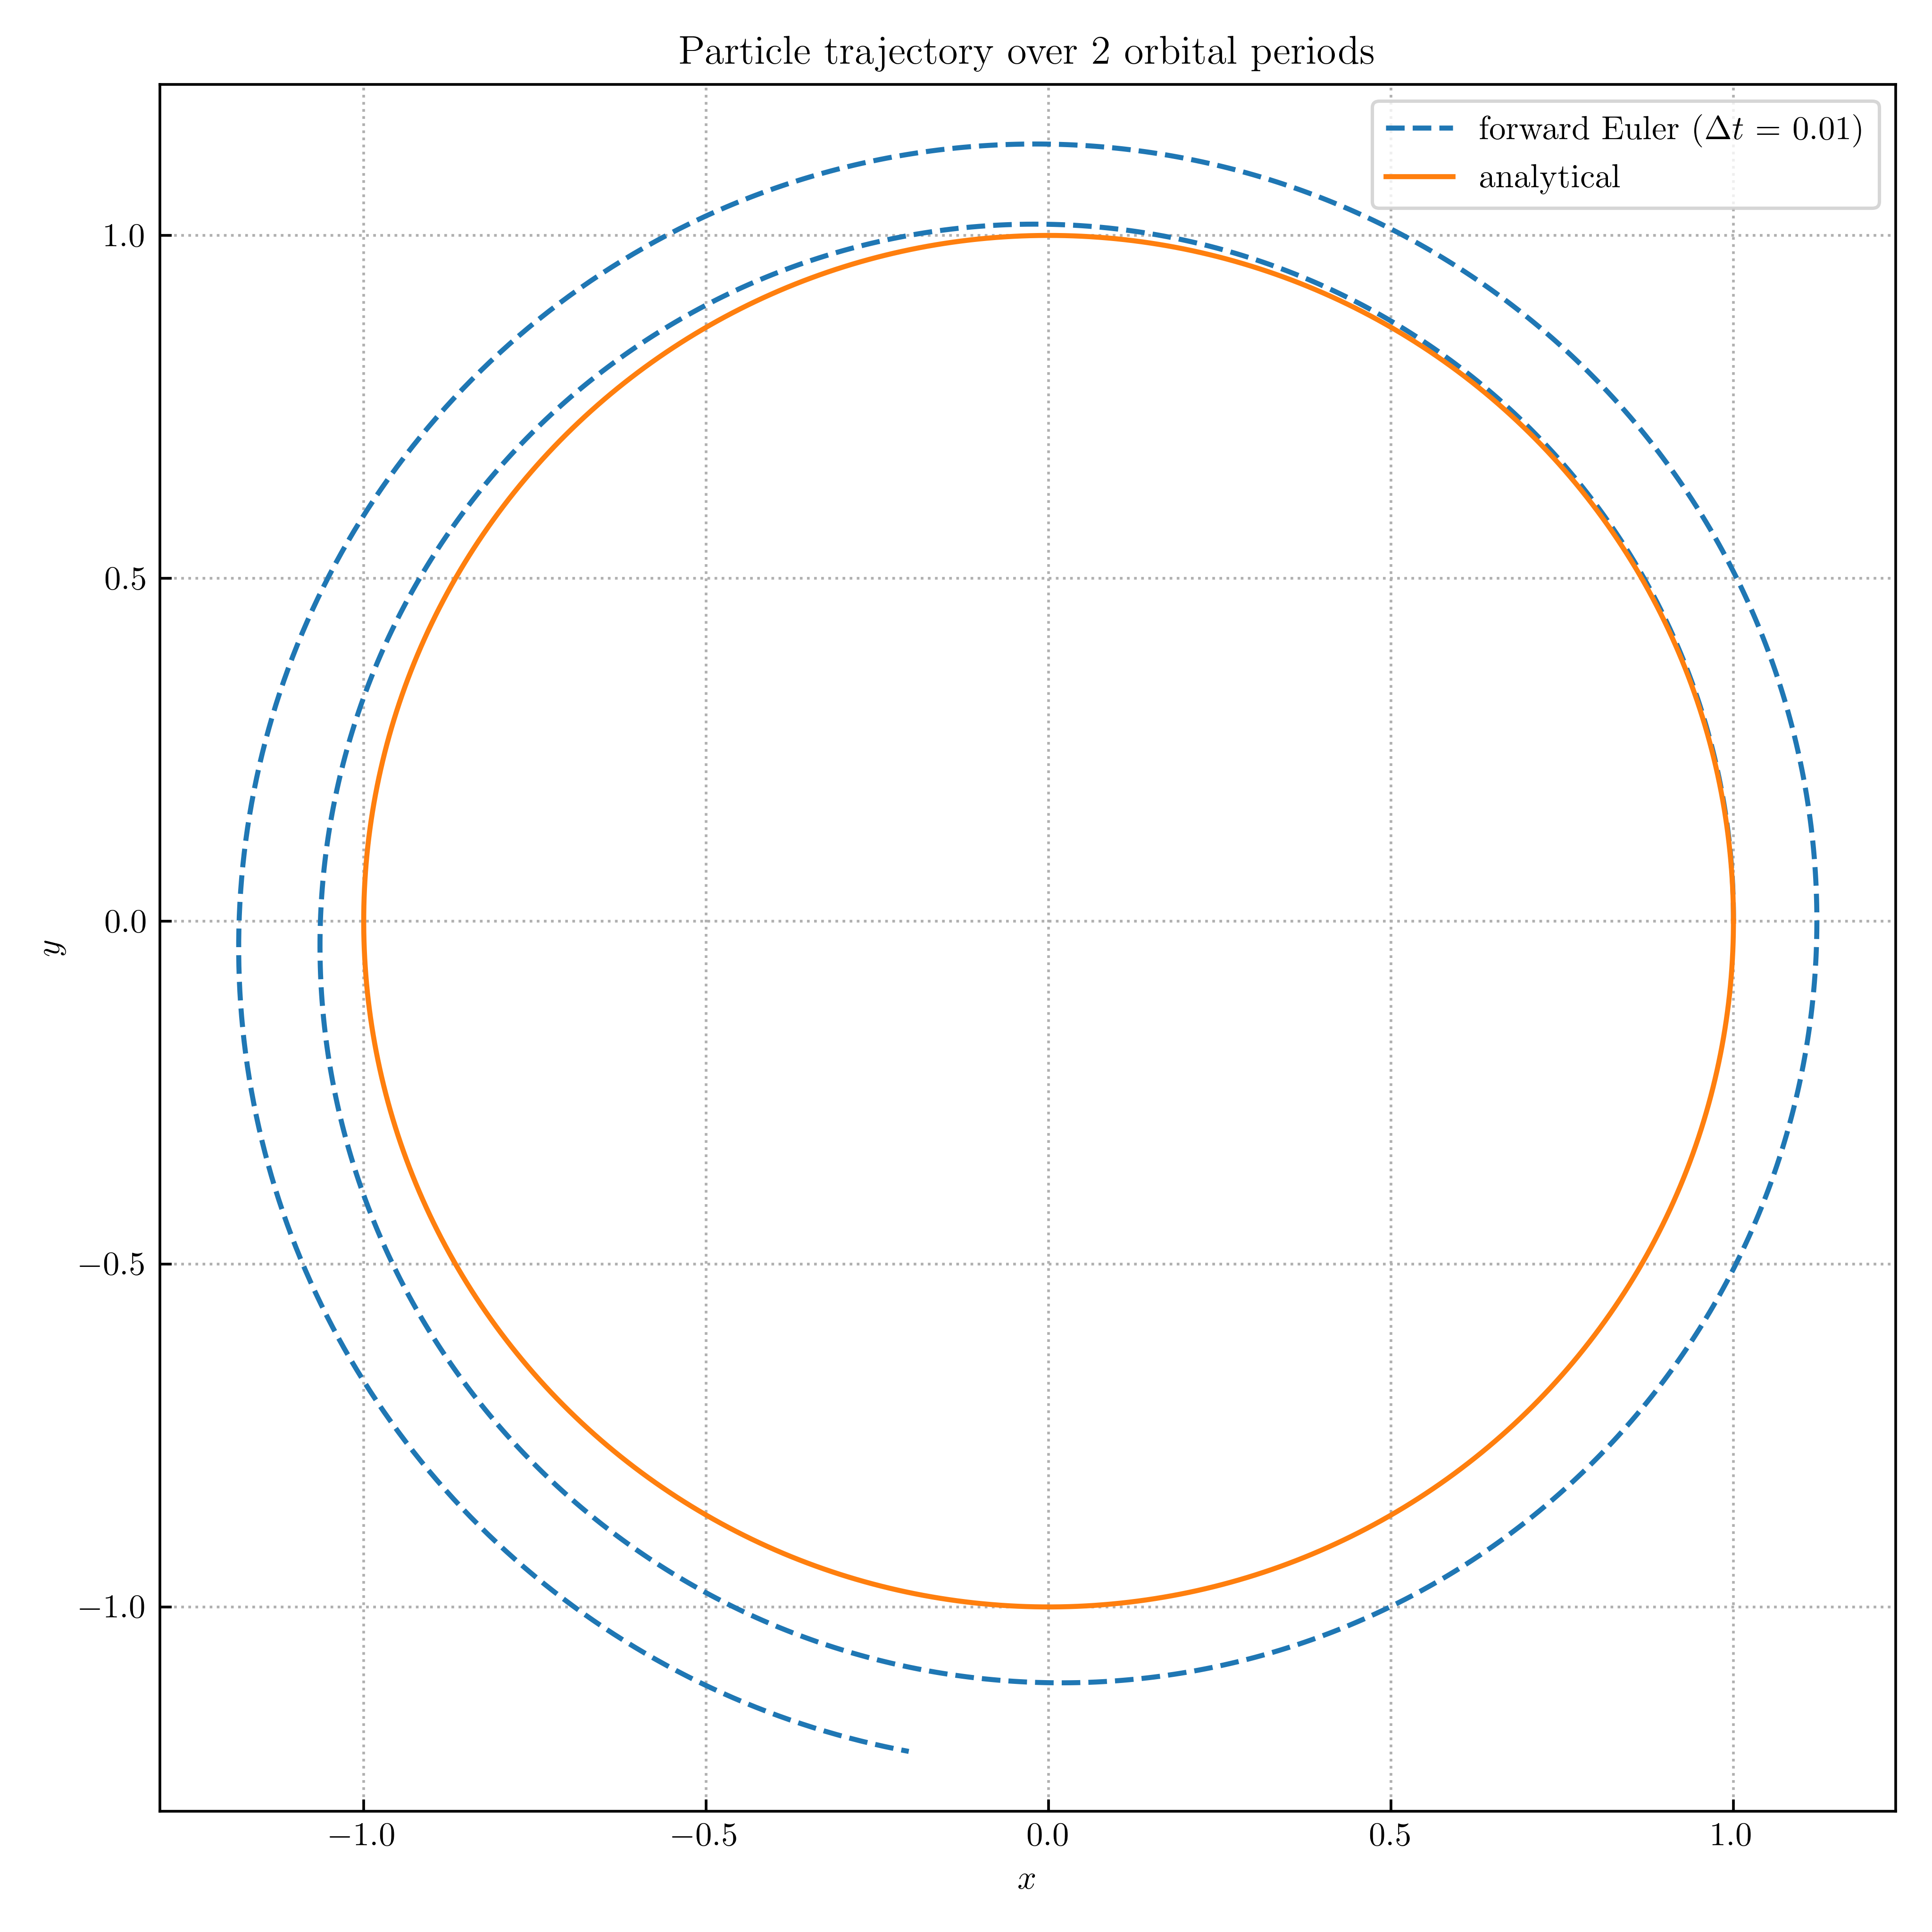 Particle trajectory over 2 orbital periods
forward Euler (Δt = 0.01)
analytical
1.0
0.5
0.0
−0.5
−1.0
y
−1.0
−0.5
0.0
0.5
1.0
x